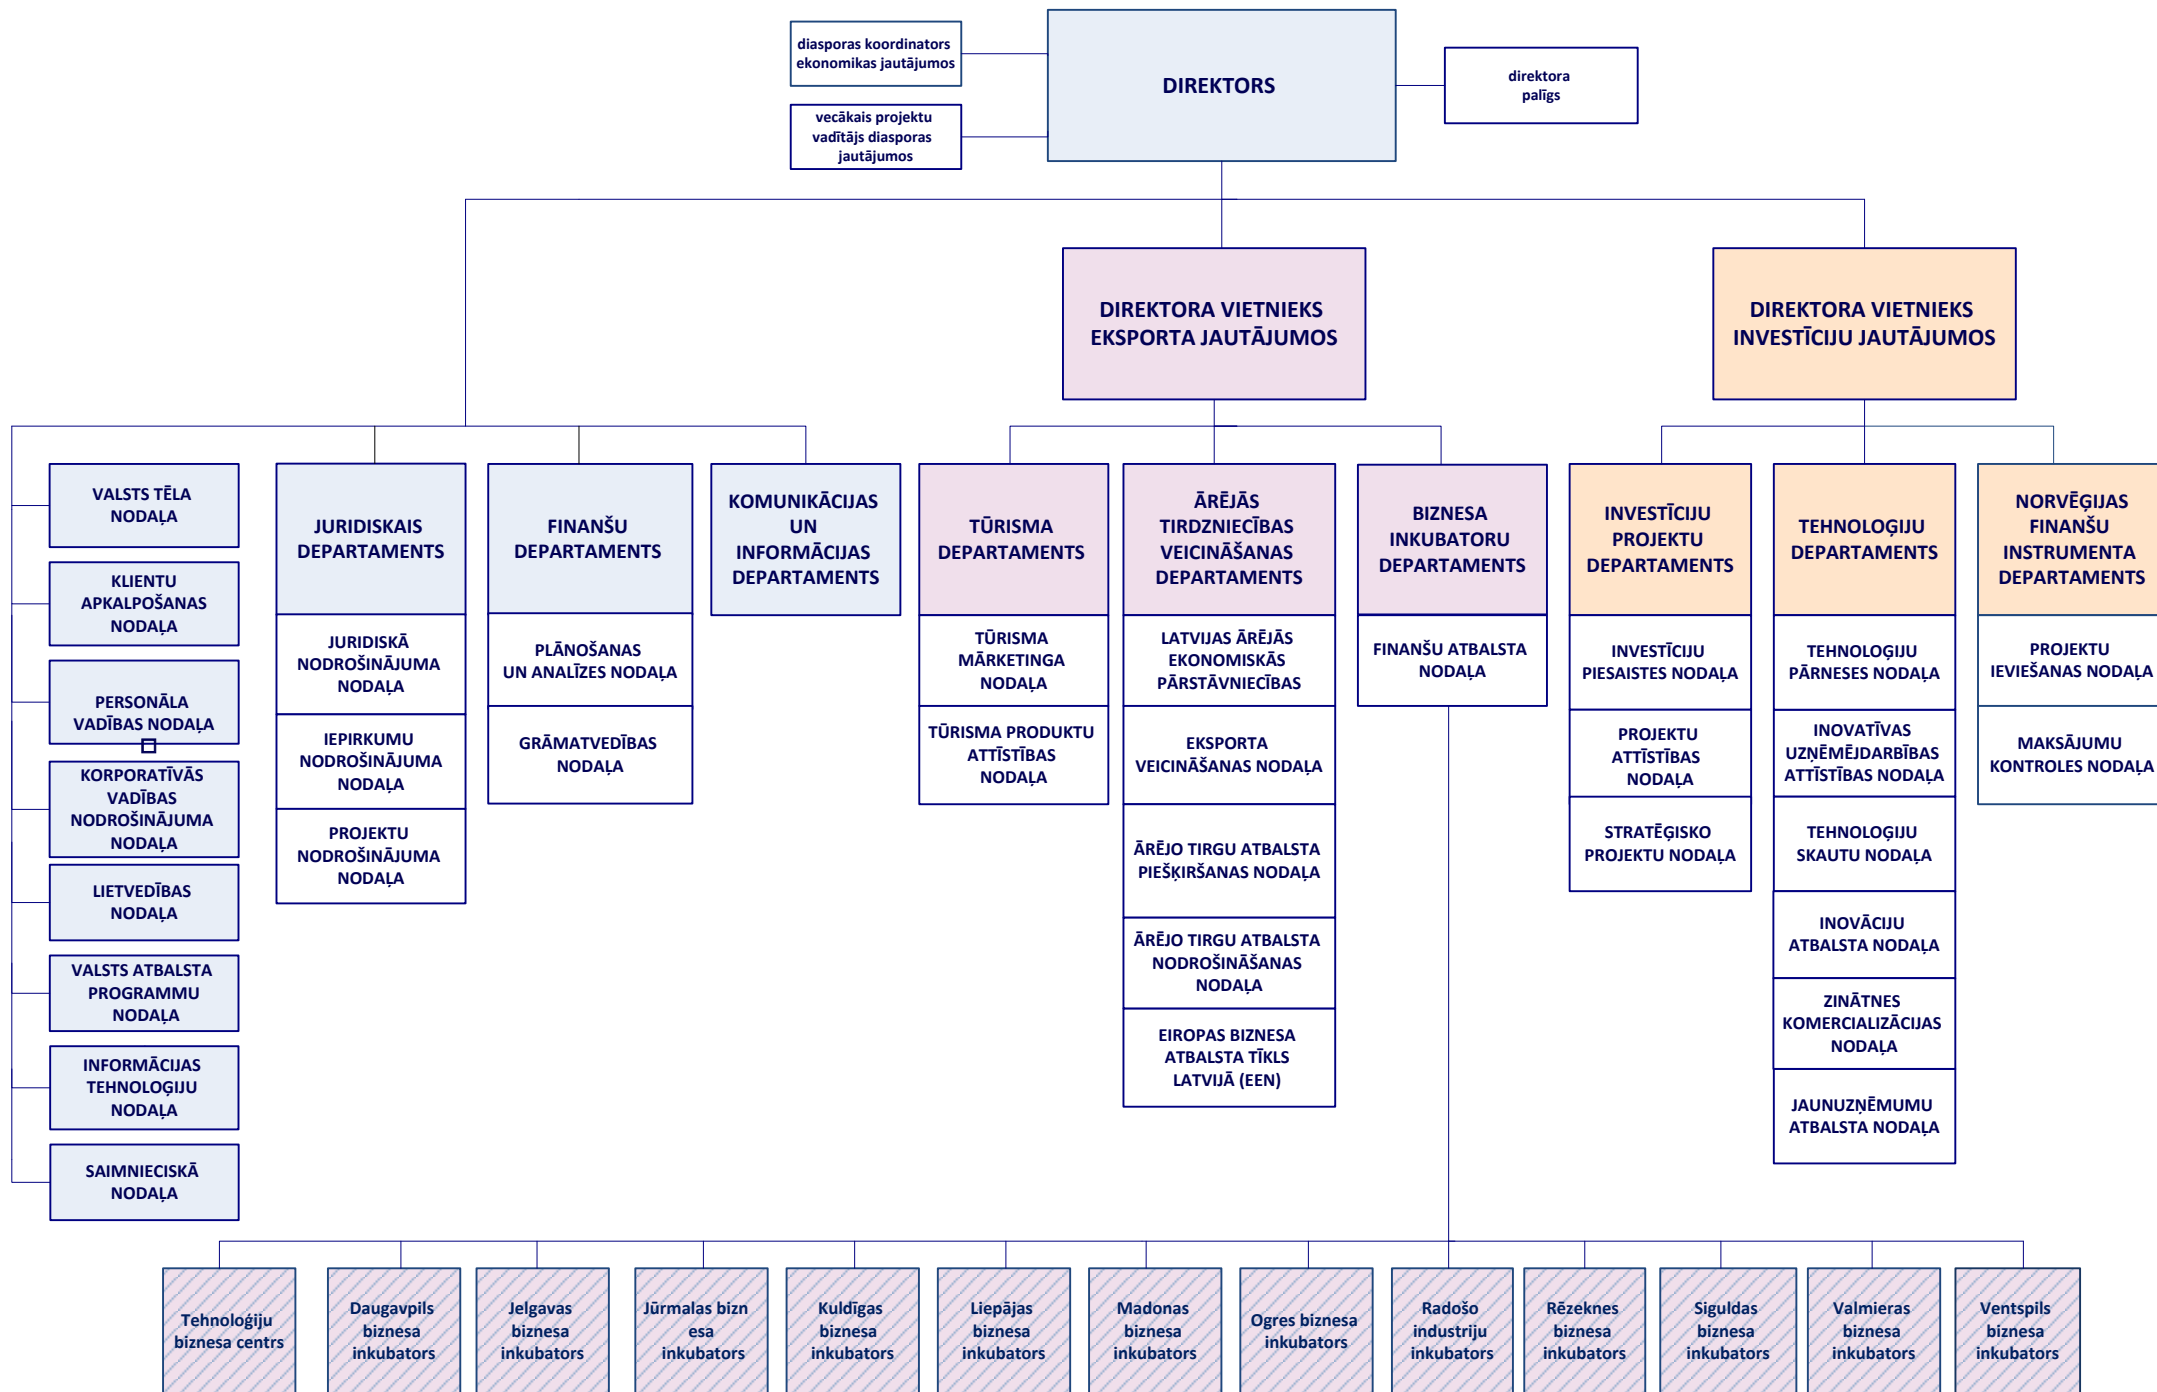 diasporas koordinators
ekonomikas jautājumos
DIREKTORS
direktora
palīgs
vecākais projektu
vadītājs diasporas
jautājumos
DIREKTORA VIETNIEKS
EKSPORTA JAUTĀJUMOS
DIREKTORA VIETNIEKS
INVESTĪCIJU JAUTĀJUMOS
VALSTS TĒLA
NODAĻA
KLIENTU
APKALPOŠANAS
NODAĻA
PERSONĀLA
VADĪBAS NODAĻA
KORPORATĪVĀS
VADĪBAS
NODROŠINĀJUMA
NODAĻA
LIETVEDĪBAS
NODAĻA
VALSTS ATBALSTA
PROGRAMMU
NODAĻA
INFORMĀCIJAS
TEHNOLOĢIJU
NODAĻA
SAIMNIECISKĀ
NODAĻA
JURIDISKAIS
DEPARTAMENTS
JURIDISKĀ
NODROŠINĀJUMA
NODAĻA
IEPIRKUMU
NODROŠINĀJUMA
NODAĻA
PROJEKTU
NODROŠINĀJUMA
NODAĻA
FINANŠU
DEPARTAMENTS
PLĀNOŠANAS
UN ANALĪZES NODAĻA
GRĀMATVEDĪBAS
NODAĻA
KOMUNIKĀCIJAS
UN
INFORMĀCIJAS
DEPARTAMENTS
TŪRISMA
DEPARTAMENTS
TŪRISMA
MĀRKETINGA
NODAĻA
TŪRISMA PRODUKTU
ATTĪSTĪBAS
NODAĻA
ĀRĒJĀS
TIRDZNIECĪBAS
VEICINĀŠANAS
DEPARTAMENTS
LATVIJAS ĀRĒJĀS
EKONOMISKĀS
PĀRSTĀVNIECĪBAS
EKSPORTA
VEICINĀŠANAS NODAĻA
ĀRĒJO TIRGU ATBALSTA
PIEŠĶIRŠANAS NODAĻA
ĀRĒJO TIRGU ATBALSTA
NODROŠINĀŠANAS
NODAĻA
EIROPAS BIZNESA
ATBALSTA TĪKLS
LATVIJĀ (EEN)
BIZNESA
INKUBATORU
DEPARTAMENTS
FINANŠU ATBALSTA
NODAĻA
INVESTĪCIJU
PROJEKTU
DEPARTAMENTS
INVESTĪCIJU
PIESAISTES NODAĻA
PROJEKTU
ATTĪSTĪBAS
NODAĻA
STRATĒĢISKO
PROJEKTU NODAĻA
TEHNOLOĢIJU
DEPARTAMENTS
TEHNOLOĢIJU
PĀRNESES NODAĻA
INOVATĪVAS
UZŅĒMĒJDARBĪBAS
ATTĪSTĪBAS NODAĻA
TEHNOLOĢIJU
SKAUTU NODAĻA
INOVĀCIJU
ATBALSTA NODAĻA
ZINĀTNES
KOMERCIALIZĀCIJAS
NODAĻA
JAUNUZŅĒMUMU
ATBALSTA NODAĻA
NORVĒĢIJAS
FINANŠU
INSTRUMENTA
DEPARTAMENTS
PROJEKTU
IEVIEŠANAS NODAĻA
MAKSĀJUMU
KONTROLES NODAĻA
Tehnoloģiju
biznesa centrs
Daugavpils
biznesa
inkubators
Jelgavas
biznesa
inkubators
Jūrmalas bizn
esa
inkubators
Kuldīgas
biznesa
inkubators
Liepājas
biznesa
inkubators
Madonas
biznesa
inkubators
Ogres biznesa
inkubators
Radošo
industriju
inkubators
Rēzeknes
biznesa
inkubators
Siguldas
biznesa
inkubators
Valmieras
biznesa
inkubators
Ventspils
biznesa
inkubators